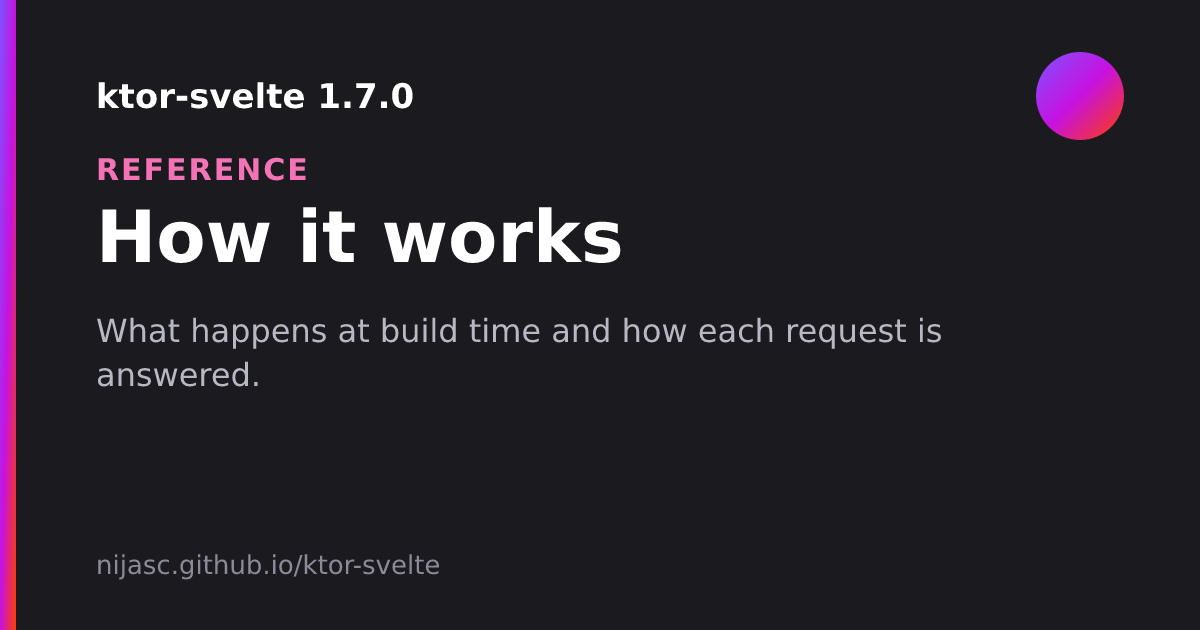 ktor-svelte 1.7.0
REFERENCE
How it works
What happens at build time and how each request is
answered.
nijasc.github.io/ktor-svelte